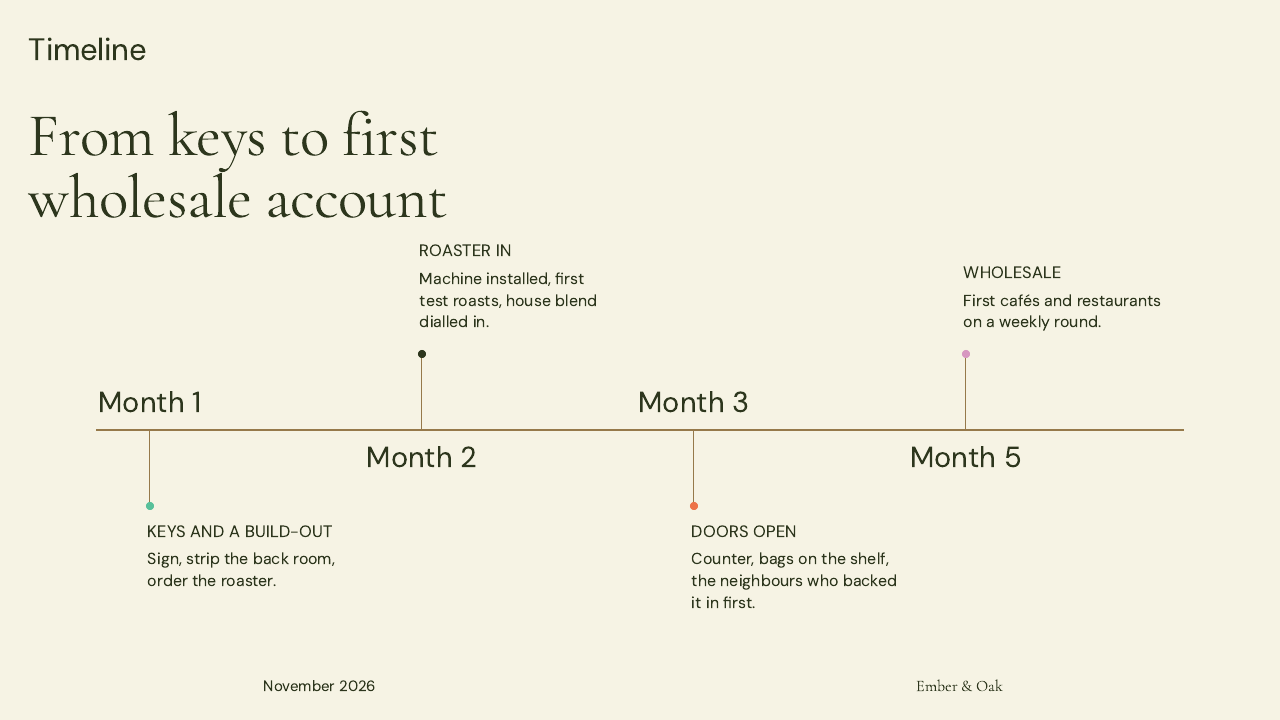 Timeline
From keys to first
wholesale account
ROASTER IN
Machine installed, first
test roasts, house blend
dialled in.
WHOLESALE
First cafés and restaurants
on a weekly round.
Month 1
Month 3
Month 2
Month 5
KEYS AND A BUILD-OUT
Sign, strip the back room,
order the roaster.
DOORS OPEN
Counter, bags on the shelf,
the neighbours who backed
it in first.
November 2026
Ember & Oak